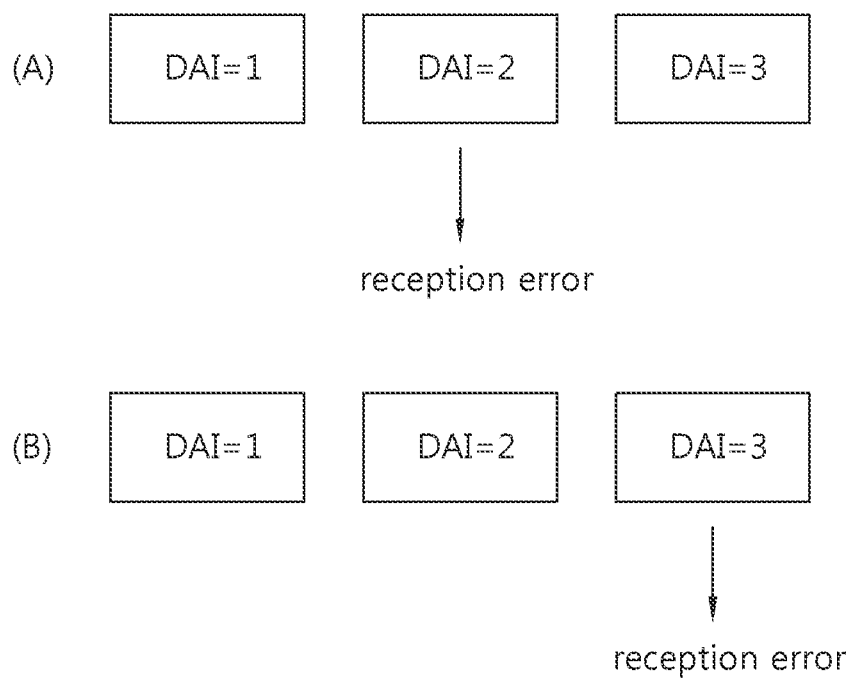 (A) DAI=1 DAI=2 DAI=3
reception error
(B) DAI=1 DAI=2 DAI=3
reception error